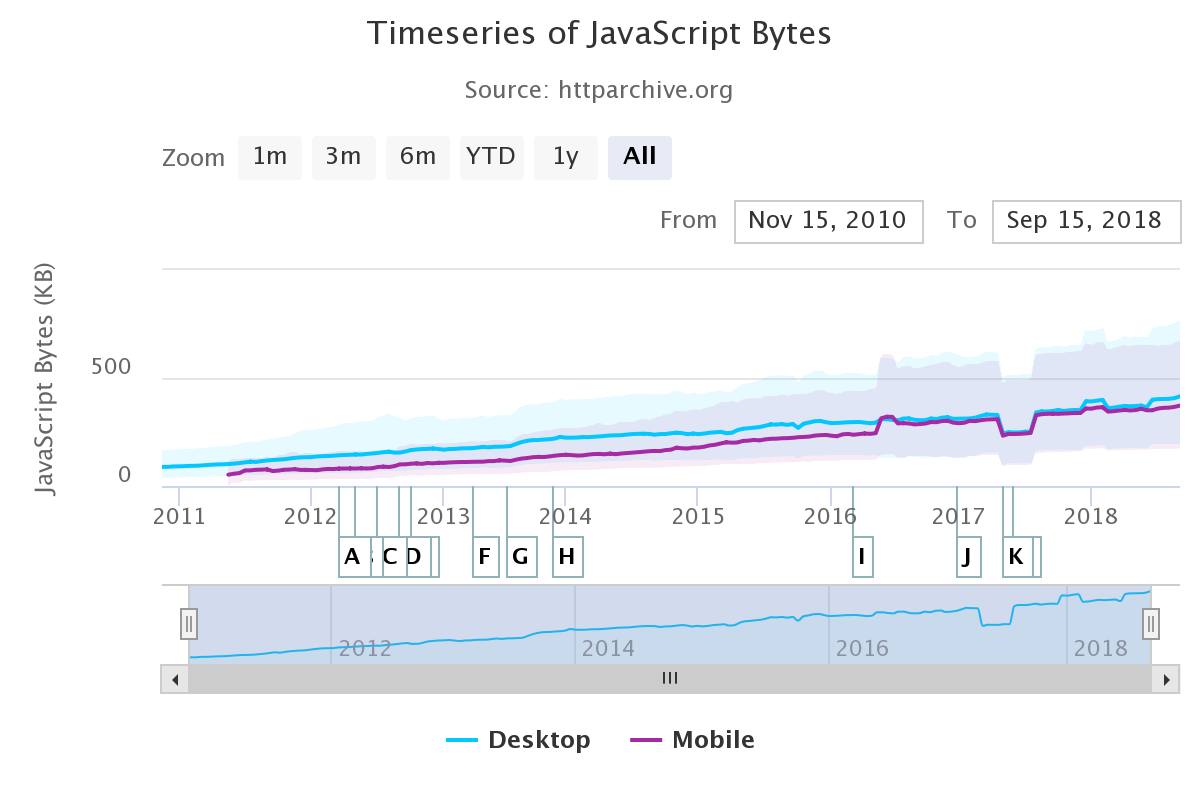 Timeseries of JavaScript Bytes
Source: httparchive.org
Zoom 1m 3m 6m YTD 1y All
From Nov 15, 2010 To Sep 15, 2018
JavaScript Bytes (KB)
500
0
2011 2012 2013 2014 2015 2016 2017 2018
A C D F G H I J K
2012 2014 2016 2018
Desktop Mobile